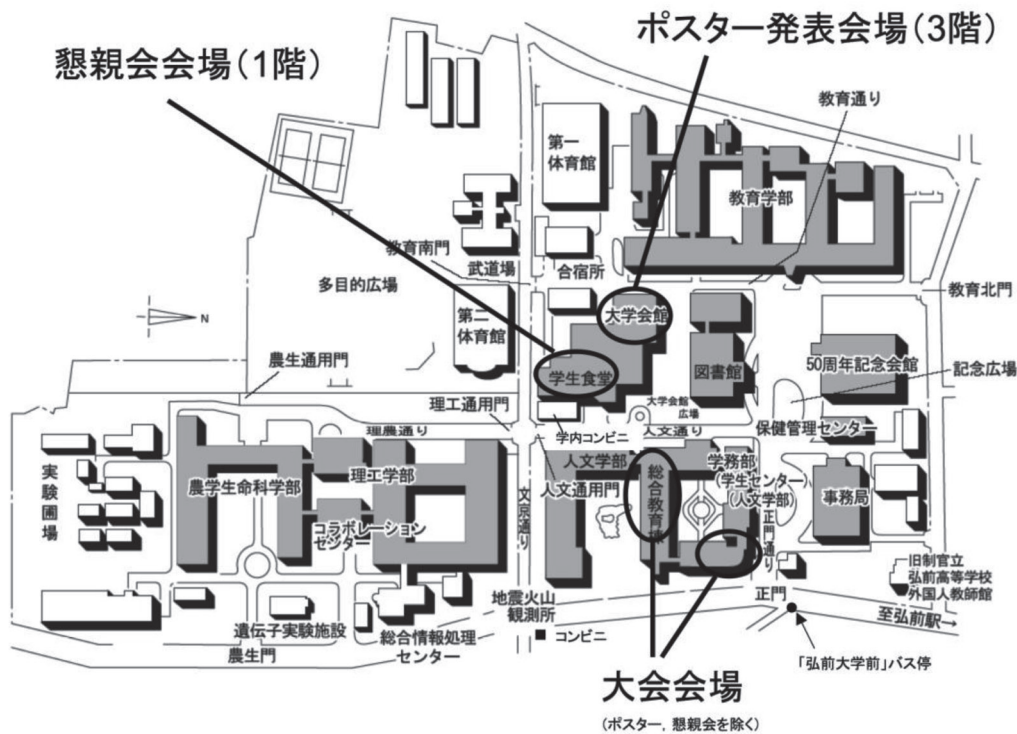 ポスター発表会場（3階）
懇親会会場（1階）
教育通り
第一
体育館
教育学部
教育南門
武道場
合宿所
多目的広場
教育北門
N
第二
体育館
大学会館
農生通用門
学生食堂
図書館
50周年記念会館
記念広場
理工通用門
大学会館
広場
学内コンビニ
理農通り
人文通り
保健管理センター
実験圃場
農学生命科学部
理工学部
人文学部
総合教育棟
学務部
(学生センター)
(人文学部)
事務局
人文通用門
コラボレーション
センター
文京通り
正門通り
旧制官立
弘前高等学校
外国人教師館
地震火山
観測所
正門
至弘前駅→
遺伝子実験施設
総合情報処理
センター
■ コンビニ
農生門
「弘前大学前」バス停
大会会場
(ポスター，懇親会を除く)